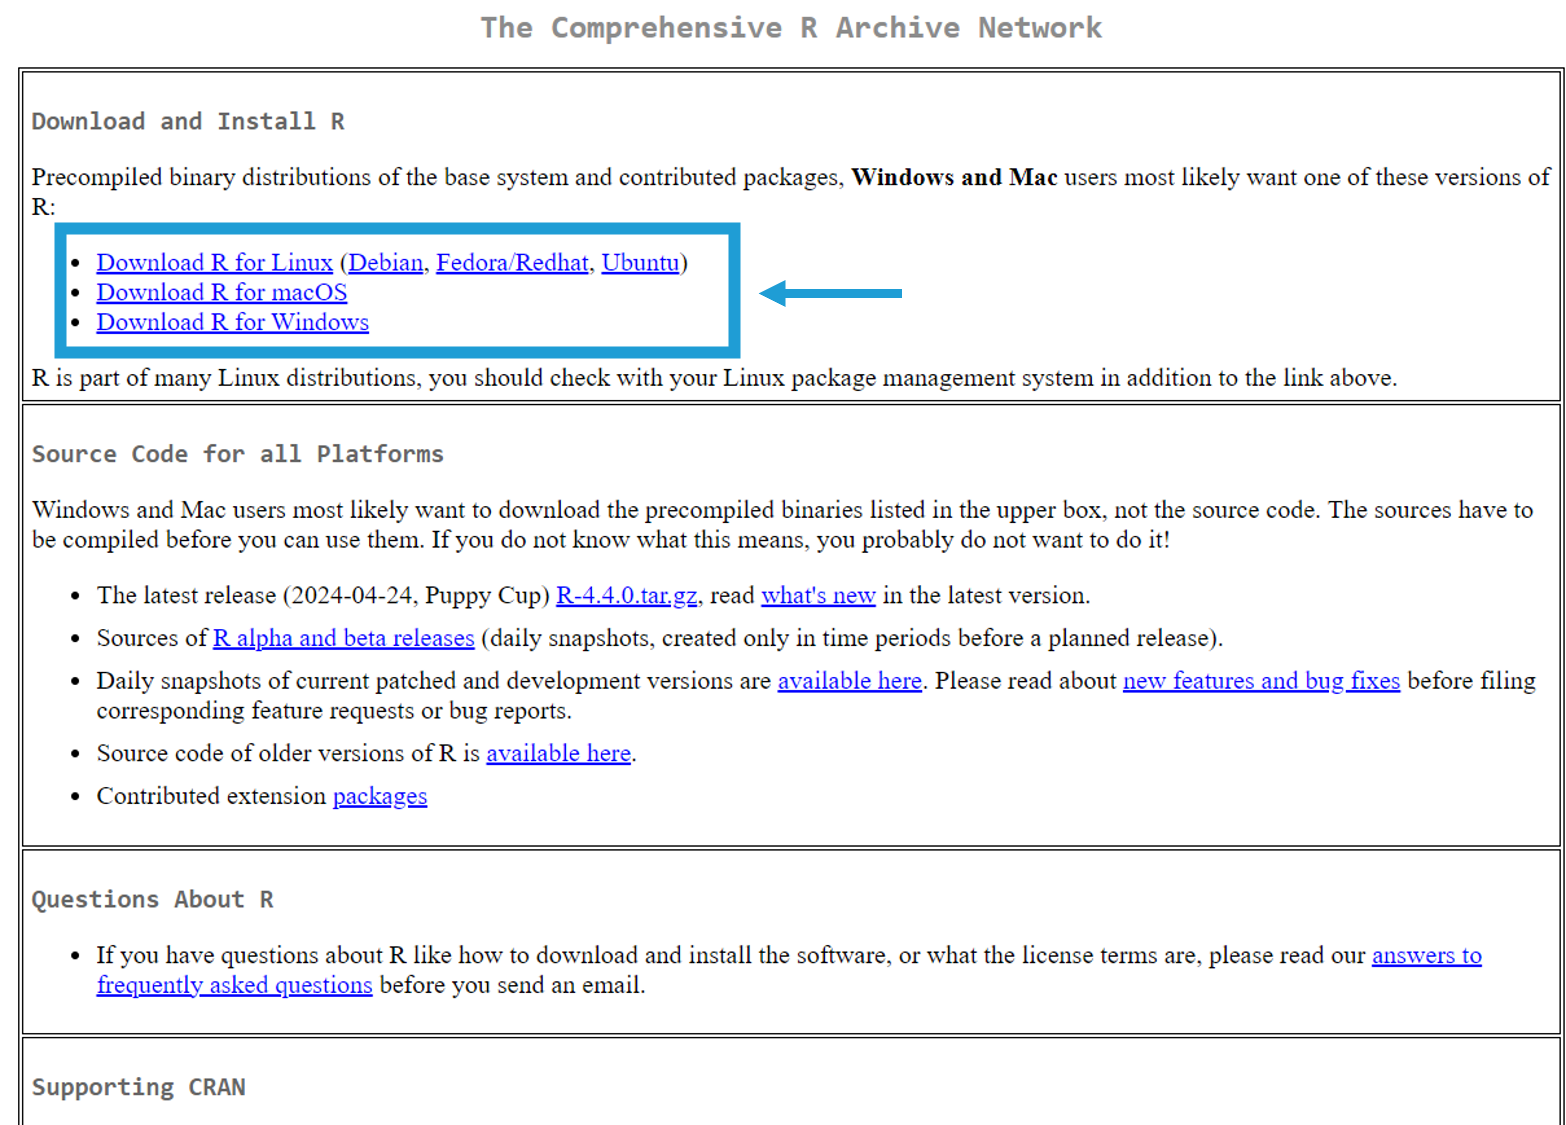 The Comprehensive R Archive Network
Download and Install R
Precompiled binary distributions of the base system and contributed packages, Windows and Mac users most likely want one of these versions of
R:
• Download R for Linux (Debian, Fedora/Redhat, Ubuntu)
• Download R for macOS
• Download R for Windows
R is part of many Linux distributions, you should check with your Linux package management system in addition to the link above.
Source Code for all Platforms
Windows and Mac users most likely want to download the precompiled binaries listed in the upper box, not the source code. The sources have to
be compiled before you can use them. If you do not know what this means, you probably do not want to do it!
• The latest release (2024-04-24, Puppy Cup) R-4.4.0.tar.gz, read what's new in the latest version.
• Sources of R alpha and beta releases (daily snapshots, created only in time periods before a planned release).
• Daily snapshots of current patched and development versions are available here. Please read about new features and bug fixes before filing
corresponding feature requests or bug reports.
• Source code of older versions of R is available here.
• Contributed extension packages
Questions About R
• If you have questions about R like how to download and install the software, or what the license terms are, please read our answers to
frequently asked questions before you send an email.
Supporting CRAN